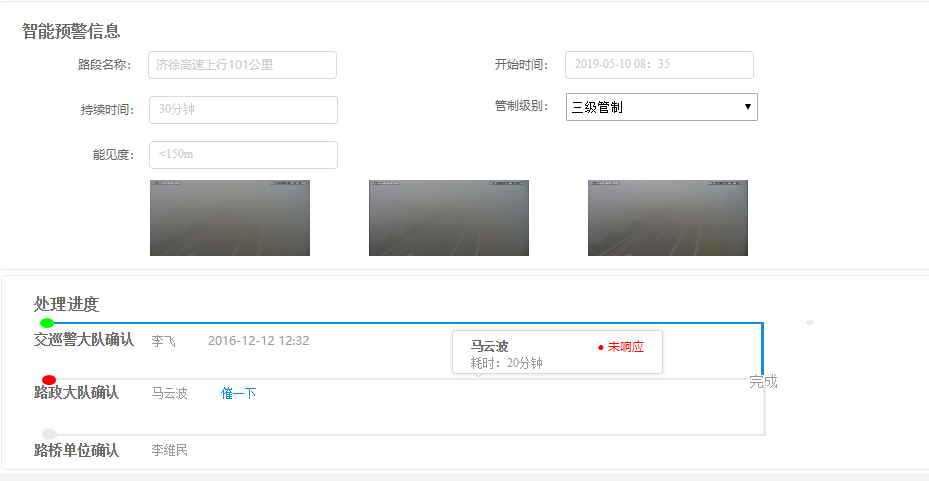 智能预警信息
路段名称： 济徐高速上行101公里 开始时间： 2019-05-10 08：35
持续时间： 30分钟 管制级别： 三级管制
能见度： <150m
处理进度
交巡警大队确认 李飞 2016-12-12 12:32
马云波 未响应
耗时：20分钟
完成
路政大队确认 马云波 催一下
路桥单位确认 李维民